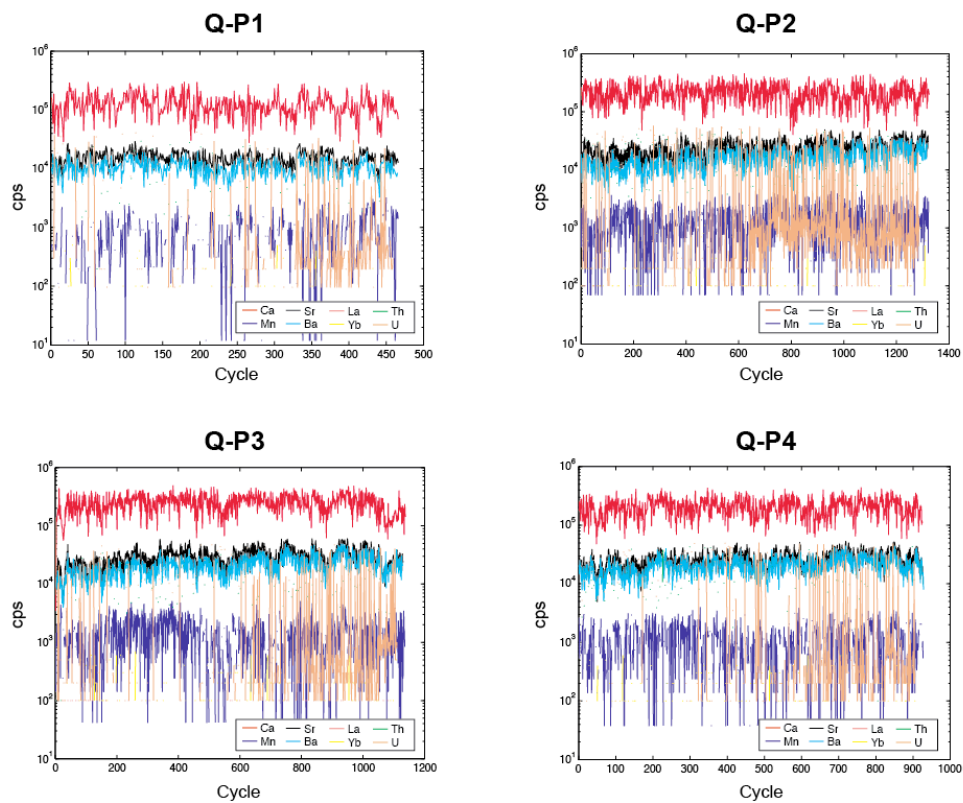 Q-P1
10⁶
10⁵
10⁴
10³
10²
10¹
cps
0 50 100 150 200 250 300 350 400 450 500
Cycle
Ca Sr La Th
Mn Ba Yb U
Q-P2
10⁶
10⁵
10⁴
10³
10²
10¹
cps
0 200 400 600 800 1000 1200 1400
Cycle
Ca Sr La Th
Mn Ba Yb U
Q-P3
10⁶
10⁵
10⁴
10³
10²
10¹
cps
0 200 400 600 800 1000 1200
Cycle
Ca Sr La Th
Mn Ba Yb U
Q-P4
10⁶
10⁵
10⁴
10³
10²
10¹
cps
0 100 200 300 400 500 600 700 800 900 1000
Cycle
Ca Sr La Th
Mn Ba Yb U